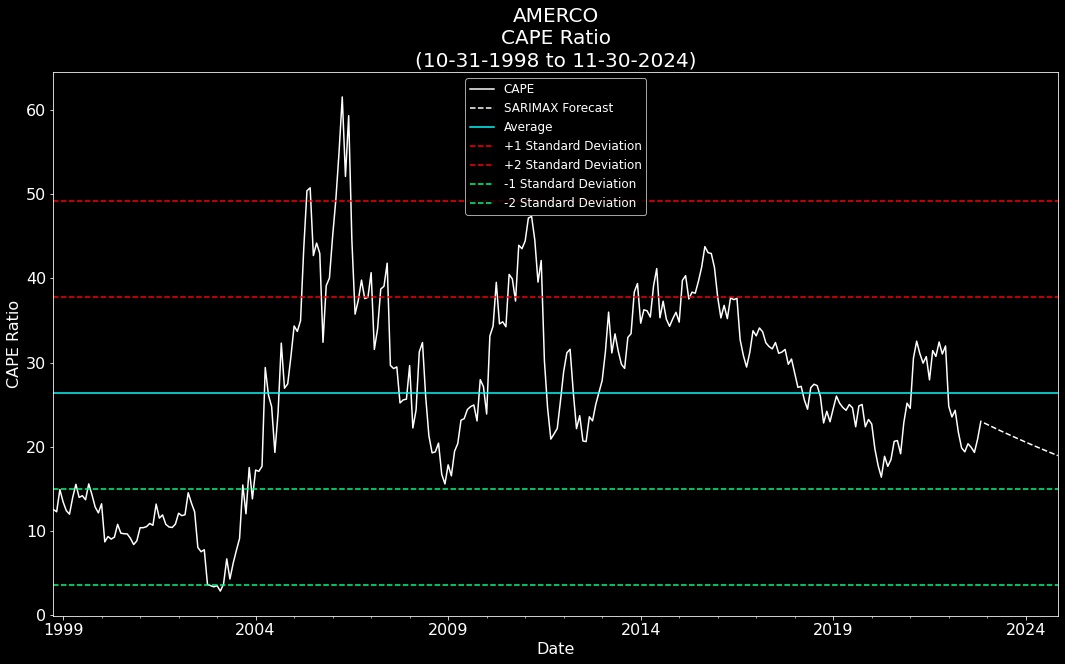 AMERCO
CAPE Ratio
(10-31-1998 to 11-30-2024)
CAPE
SARIMAX Forecast
Average
+1 Standard Deviation
+2 Standard Deviation
-1 Standard Deviation
-2 Standard Deviation
CAPE Ratio
60
50
40
30
20
10
0
1999
2004
2009
2014
2019
2024
Date